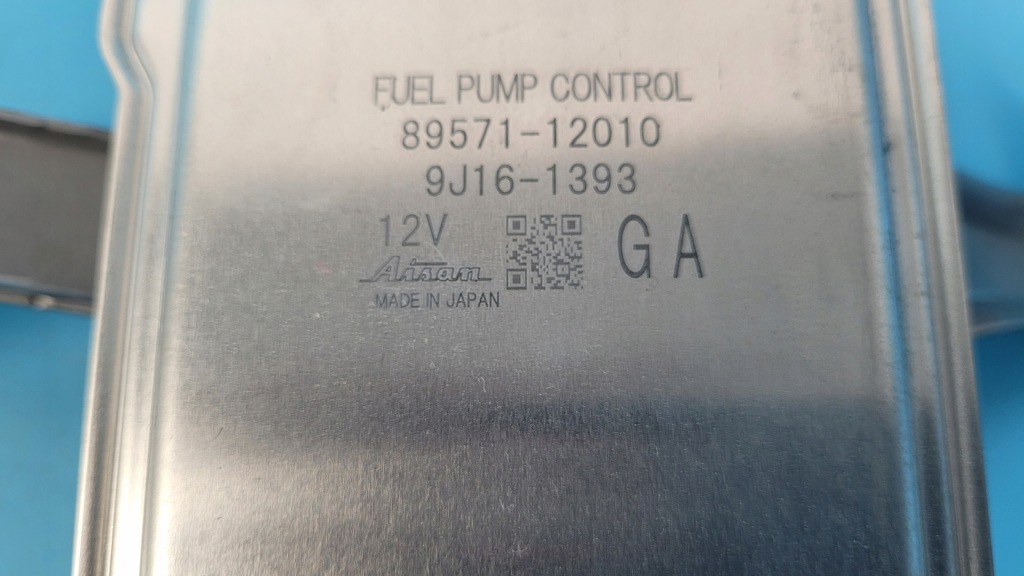 FUEL PUMP CONTROL
89571-12010
9J16-1393
12V
GA
Aisan
MADE IN JAPAN